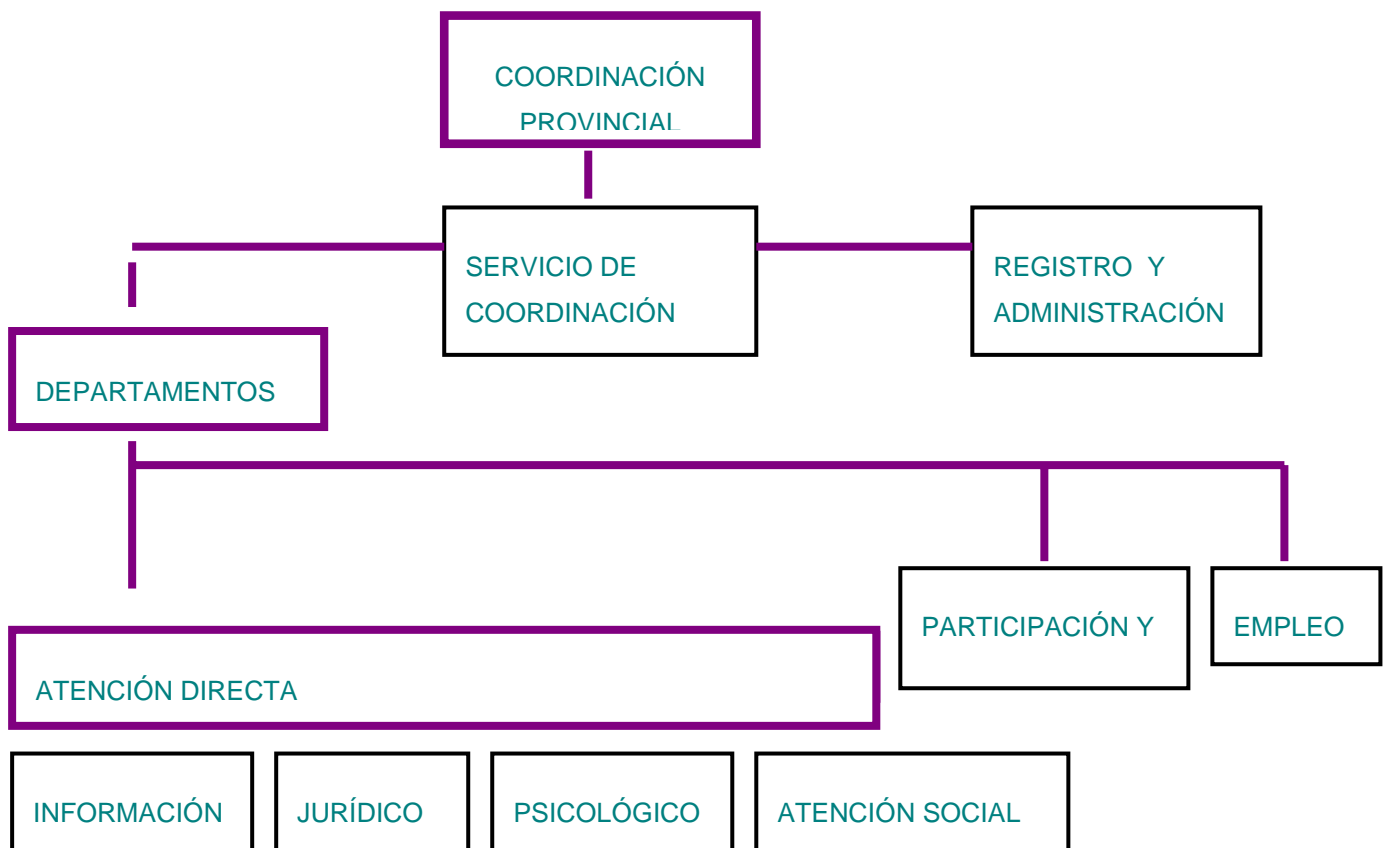 COORDINACIÓN
PROVINCIAL
SERVICIO DE
COORDINACIÓN
REGISTRO Y
ADMINISTRACIÓN
DEPARTAMENTOS
PARTICIPACIÓN Y
EMPLEO
ATENCIÓN DIRECTA
INFORMACIÓN
JURÍDICO
PSICOLÓGICO
ATENCIÓN SOCIAL